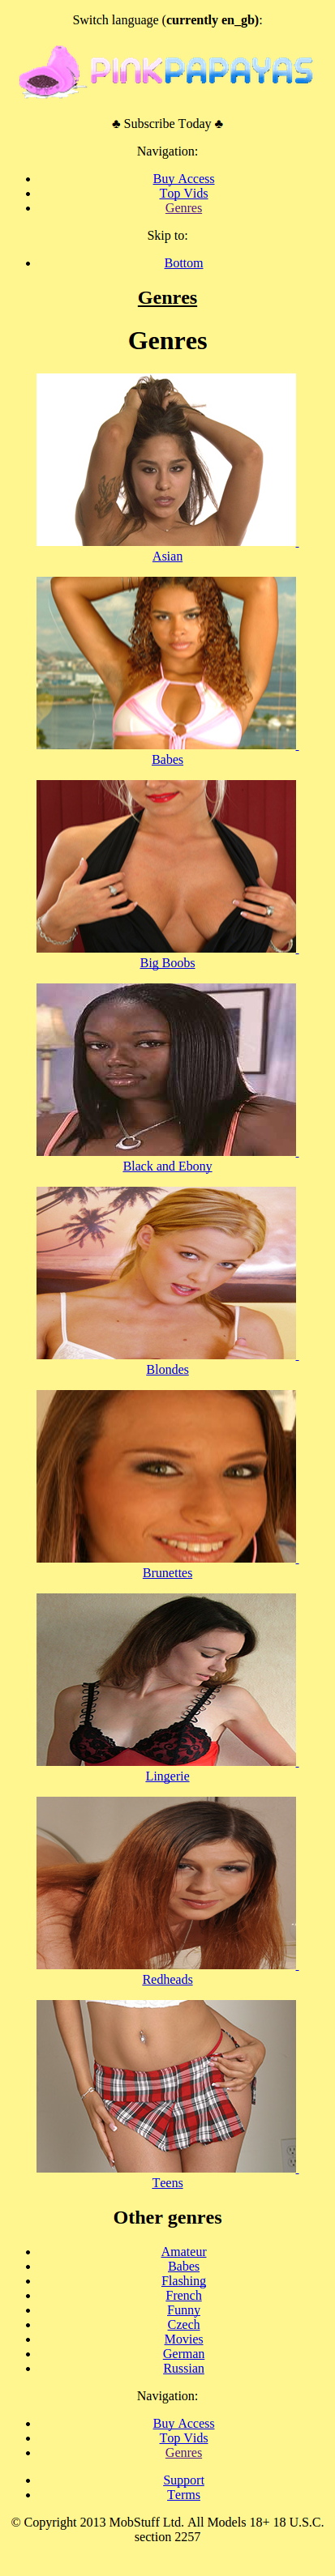 Switch language (currently en_gb):
PINKPAPAYAS
♣ Subscribe Today ♣
Navigation:
Buy Access
Top Vids
Genres
Skip to:
Bottom
Genres
Genres
Asian
Babes
Big Boobs
Black and Ebony
Blondes
Brunettes
Lingerie
Redheads
Teens
Other genres
Amateur
Babes
Flashing
French
Funny
Czech
Movies
German
Russian
Navigation:
Buy Access
Top Vids
Genres
Support
Terms
© Copyright 2013 MobStuff Ltd. All Models 18+ 18 U.S.C.
section 2257